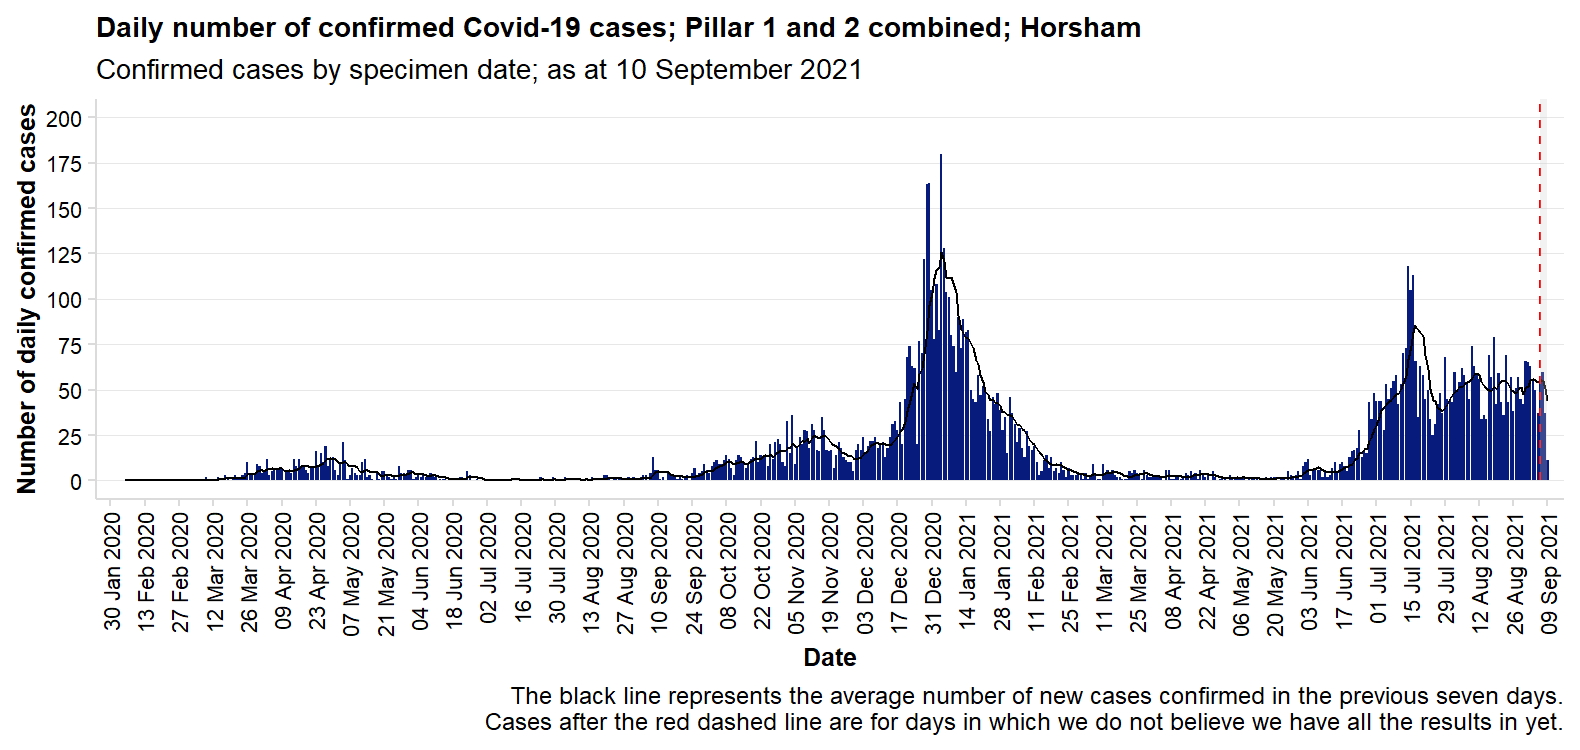 Daily number of confirmed Covid-19 cases; Pillar 1 and 2 combined; Horsham
Confirmed cases by specimen date; as at 10 September 2021
Number of daily confirmed cases
200
175
150
125
100
75
50
25
0
30 Jan 2020
13 Feb 2020
27 Feb 2020
12 Mar 2020
26 Mar 2020
09 Apr 2020
23 Apr 2020
07 May 2020
21 May 2020
04 Jun 2020
18 Jun 2020
02 Jul 2020
16 Jul 2020
30 Jul 2020
13 Aug 2020
27 Aug 2020
10 Sep 2020
24 Sep 2020
08 Oct 2020
22 Oct 2020
05 Nov 2020
19 Nov 2020
03 Dec 2020
17 Dec 2020
31 Dec 2020
14 Jan 2021
28 Jan 2021
11 Feb 2021
25 Feb 2021
11 Mar 2021
25 Mar 2021
08 Apr 2021
22 Apr 2021
06 May 2021
20 May 2021
03 Jun 2021
17 Jun 2021
01 Jul 2021
15 Jul 2021
29 Jul 2021
12 Aug 2021
26 Aug 2021
09 Sep 2021
Date
The black line represents the average number of new cases confirmed in the previous seven days.
Cases after the red dashed line are for days in which we do not believe we have all the results in yet.